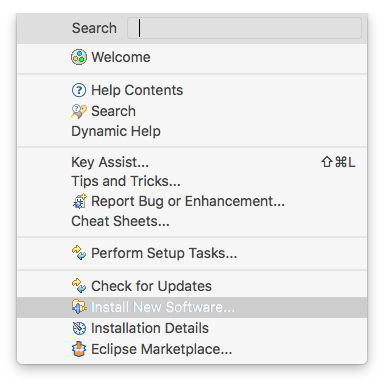 Search
Welcome
Help Contents
Search
Dynamic Help
Key Assist... ⇧⌘L
Tips and Tricks...
Report Bug or Enhancement...
Cheat Sheets...
Perform Setup Tasks...
Check for Updates
Install New Software...
Installation Details
Eclipse Marketplace...